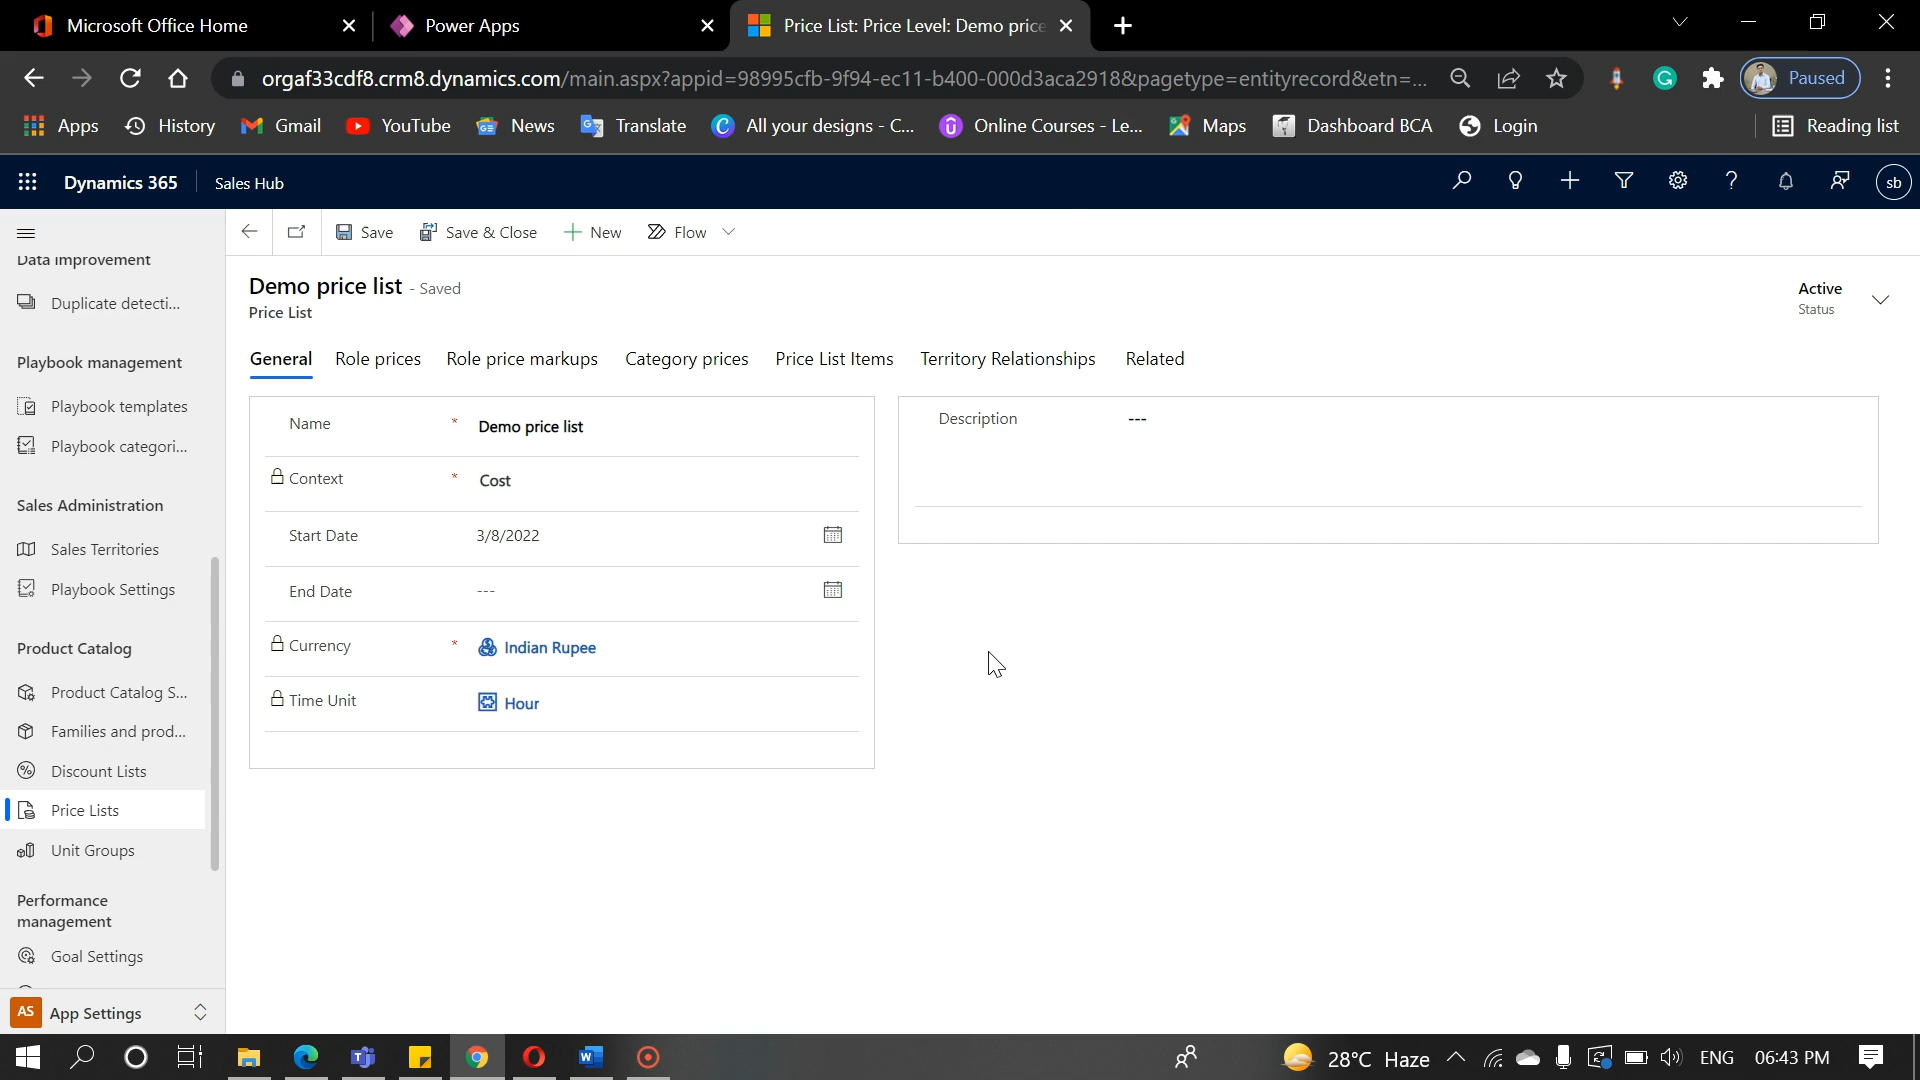 Microsoft Office Home
Power Apps
Price List: Price Level: Demo price
orgaf33cdf8.crm8.dynamics.com/main.aspx?appid=98995cfb-9f94-ec11-b400-000d3aca2918&pagetype=entityrecord&etn=...
Paused
Apps
History
Gmail
YouTube
News
Translate
All your designs - C...
Online Courses - Le...
Maps
Dashboard BCA
Login
Reading list
Dynamics 365
Sales Hub
sb
Save
Save & Close
New
Flow
Data Improvement
Duplicate detecti...
Playbook management
Playbook templates
Playbook categori...
Sales Administration
Sales Territories
Playbook Settings
Product Catalog
Product Catalog S...
Families and prod...
Discount Lists
Price Lists
Unit Groups
Performance
management
Goal Settings
AS App Settings
Demo price list - Saved
Price List
Active
Status
General
Role prices
Role price markups
Category prices
Price List Items
Territory Relationships
Related
Name * Demo price list
Context * Cost
Start Date 3/8/2022
End Date ---
Currency * Indian Rupee
Time Unit Hour
Description ---
28°C Haze
ENG
06:43 PM